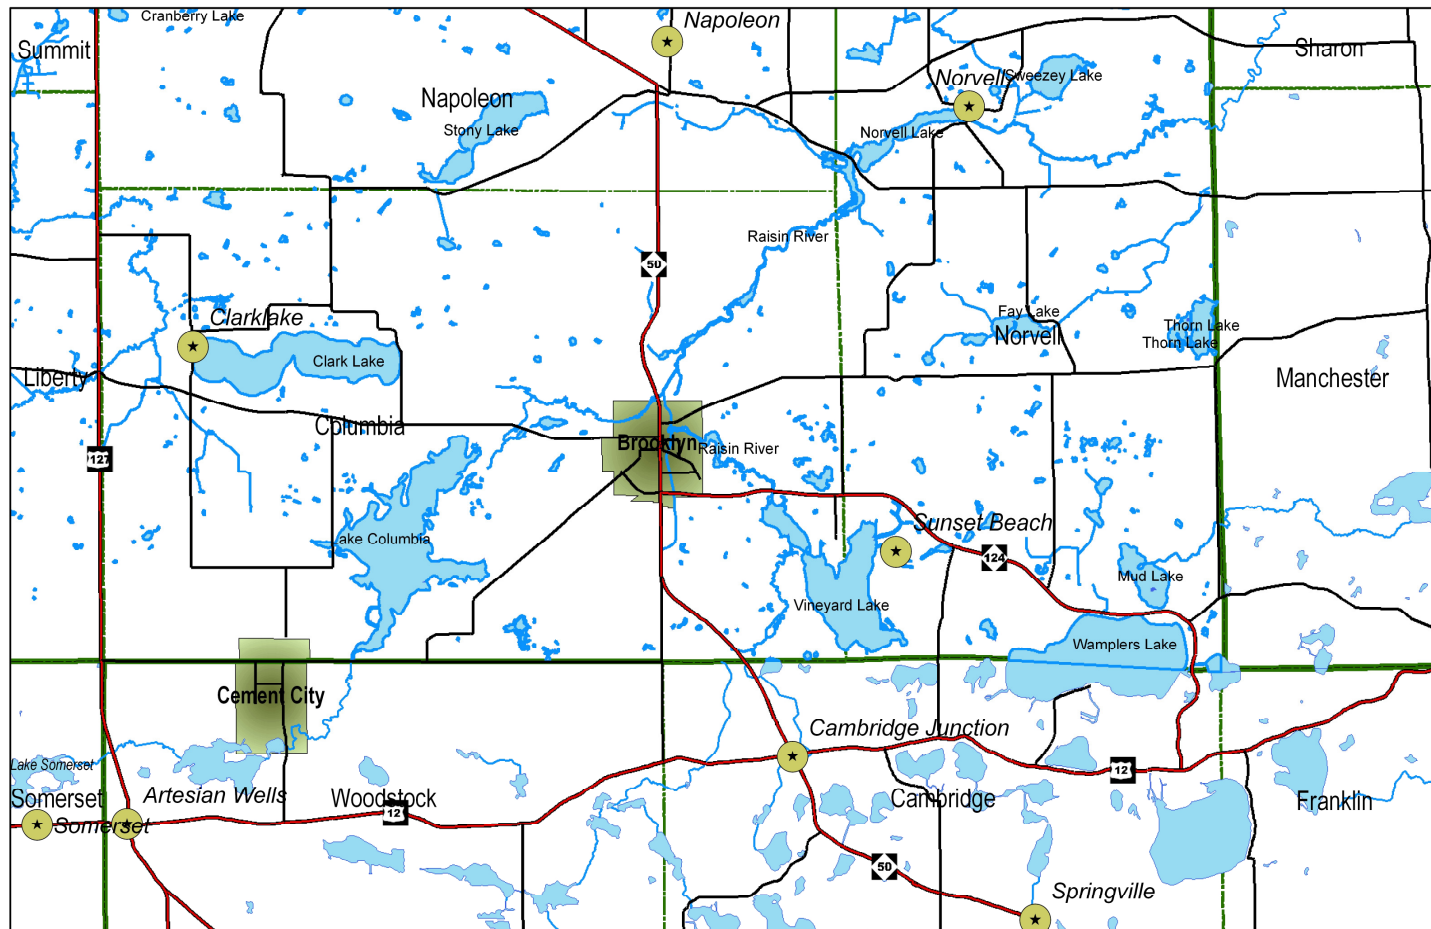 Cranberry Lake
Napoleon
Summit
Sharon
Norvell
Sweezey Lake
Napoleon
Stony Lake
Norvell Lake
Raisin River
50
Clarklake
Fay Lake
Thorn Lake
Norvell
Thorn Lake
Clark Lake
Liberty
Manchester
Columbia
Brooklyn
Raisin River
127
Sunset Beach
ake Columbia
124
Mud Lake
Vineyard Lake
Wamplers Lake
Cement City
Cambridge Junction
Lake Somerset
12
Artesian Wells
Somerset
Woodstock
Cambridge
Franklin
12
Somerset
50
Springville